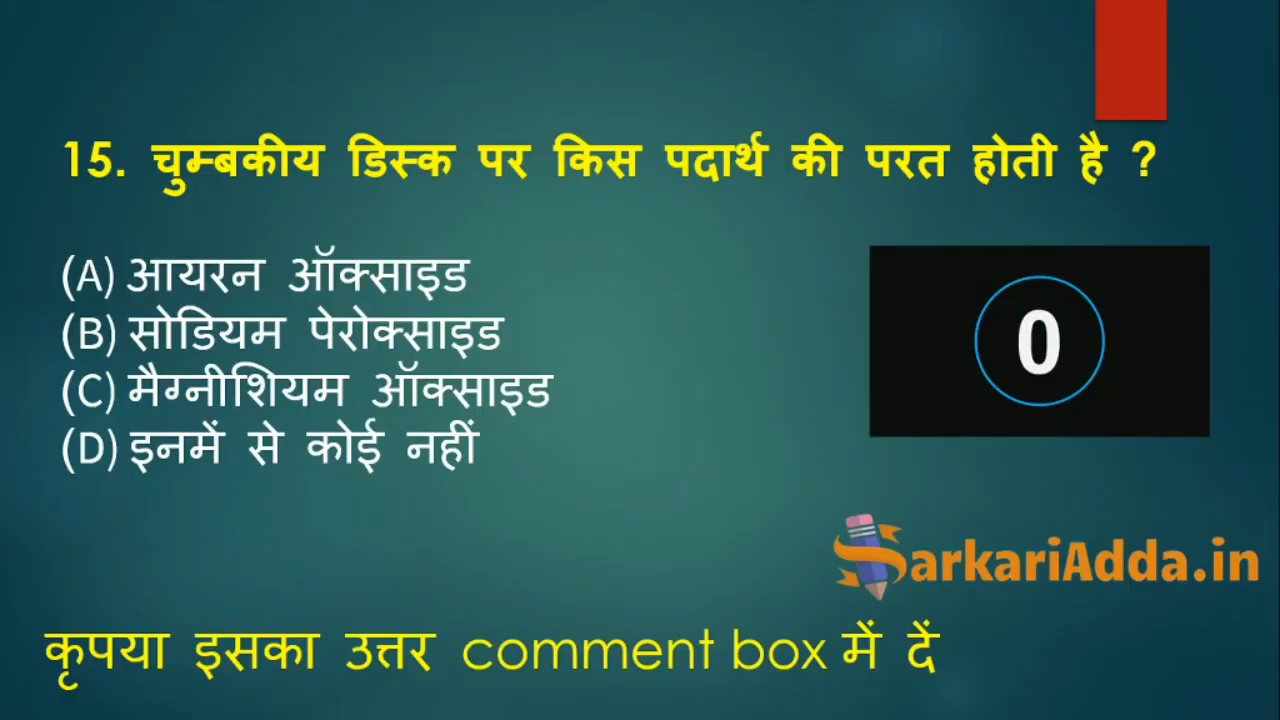 15. चुम्बकीय डिस्क पर किस पदार्थ की परत होती है ?
(A) आयरन ऑक्साइड
(B) सोडियम पेरोक्साइड
(C) मैग्नीशियम ऑक्साइड
(D) इनमें से कोई नहीं
0
SarkariAdda.in
कृपया इसका उत्तर comment box में दें